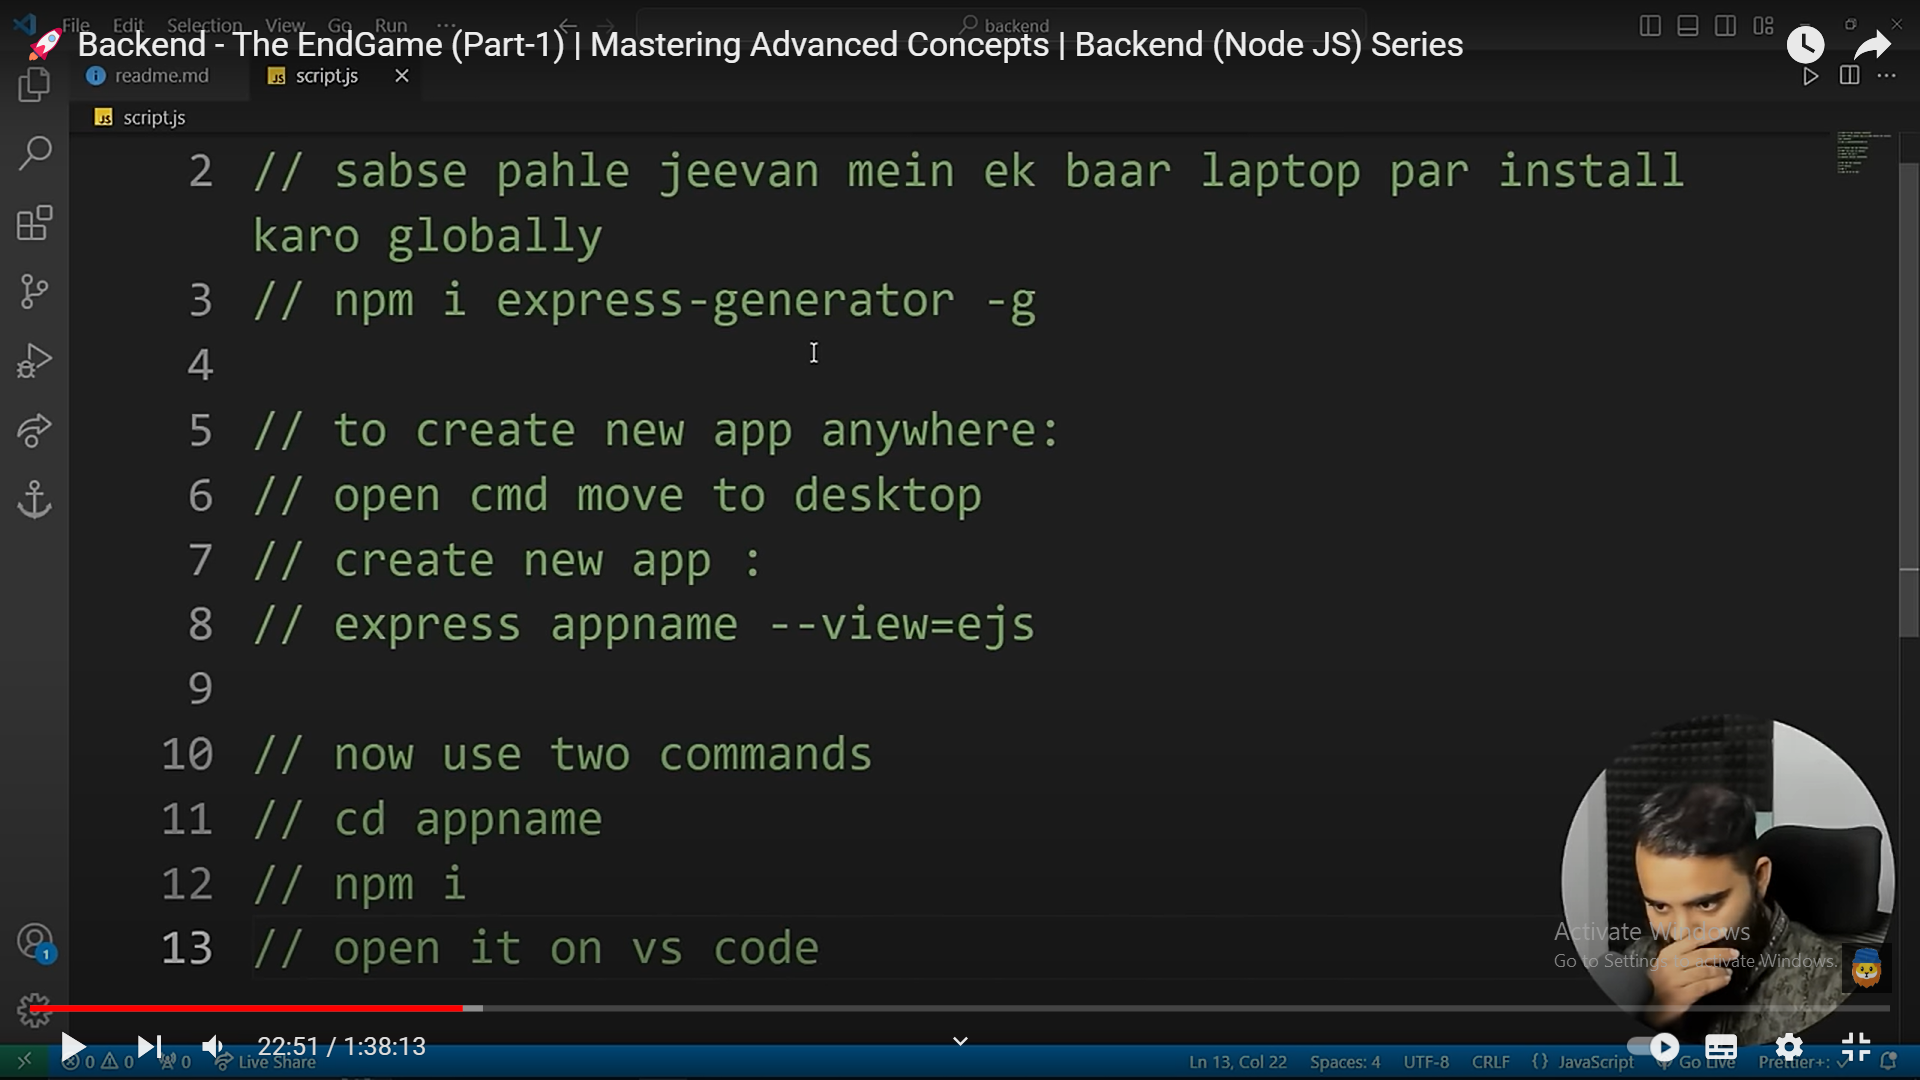 File Edit Selection View Go Run ··· backend
🚀 Backend - The EndGame (Part-1) | Mastering Advanced Concepts | Backend (Node JS) Series
readme.md JS script.js
JS script.js
2 // sabse pahle jeevan mein ek baar laptop par install
karo globally
3 // npm i express-generator -g
4
5 // to create new app anywhere:
6 // open cmd move to desktop
7 // create new app :
8 // express appname --view=ejs
9
10 // now use two commands
11 // cd appname
12 // npm i
13 // open it on vs code
Activate Windows
Go to Settings to activate Windows.
1
22:51 / 1:38:13
0 0 0 Live Share Ln 13, Col 22 Spaces: 4 UTF-8 CRLF {} JavaScript Go Live Prettier+: